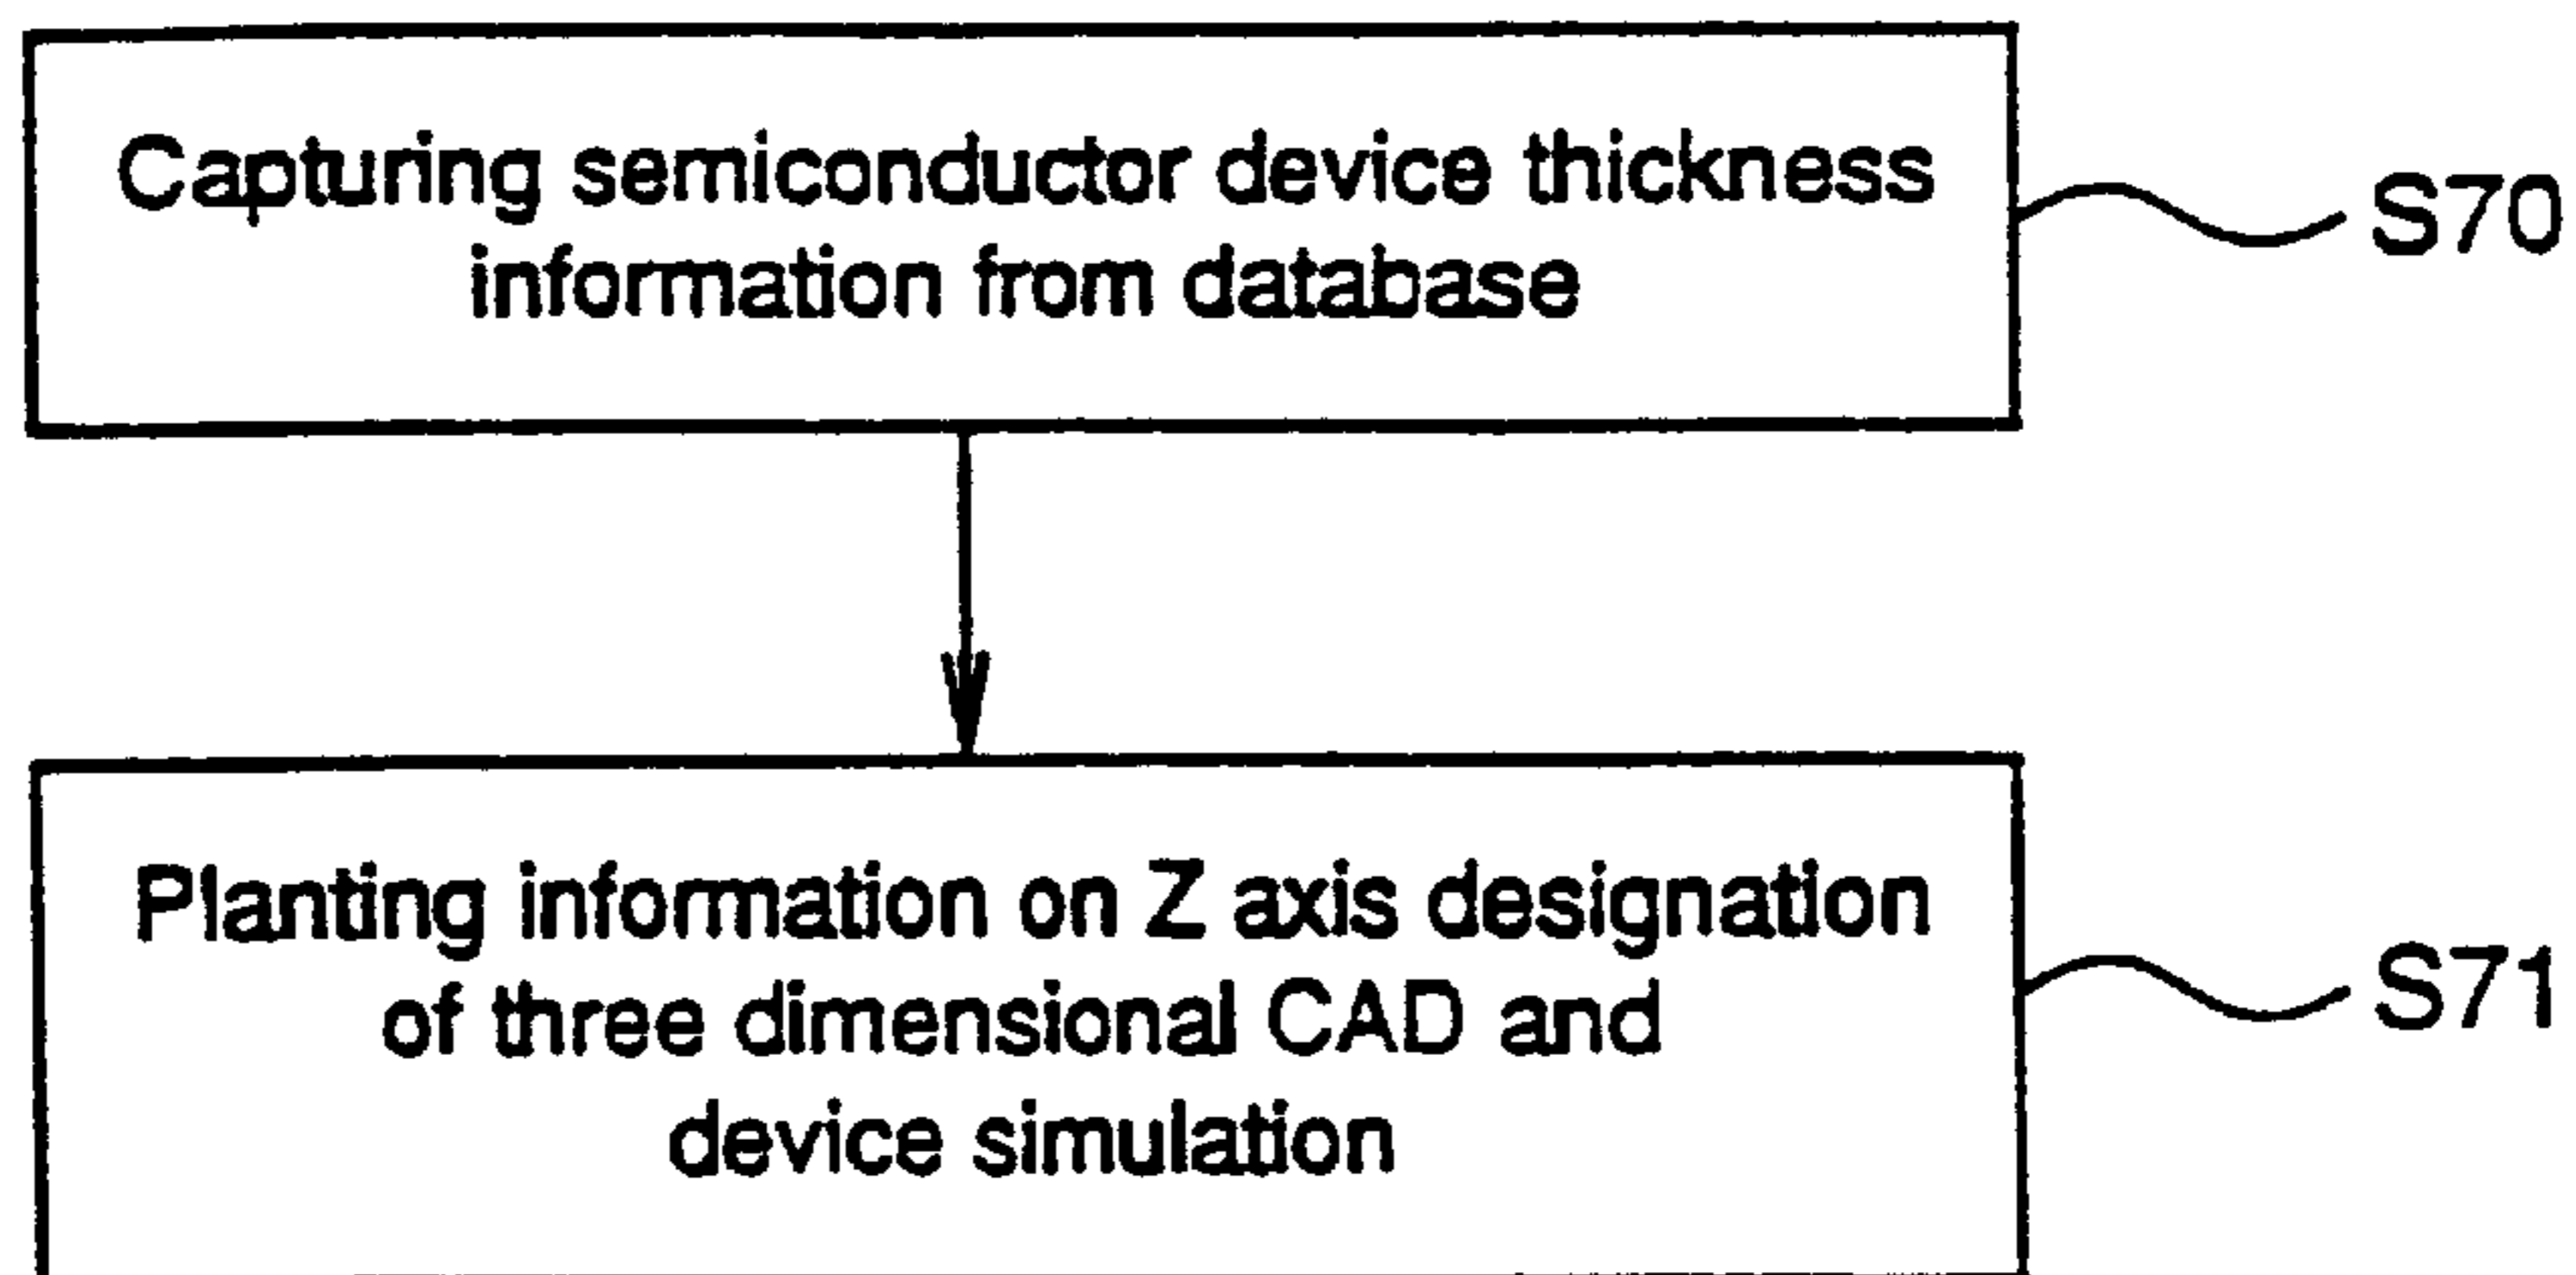 Capturing semiconductor device thickness
information from database
S70
Planting information on Z axis designation
of three dimensional CAD and
device simulation
S71